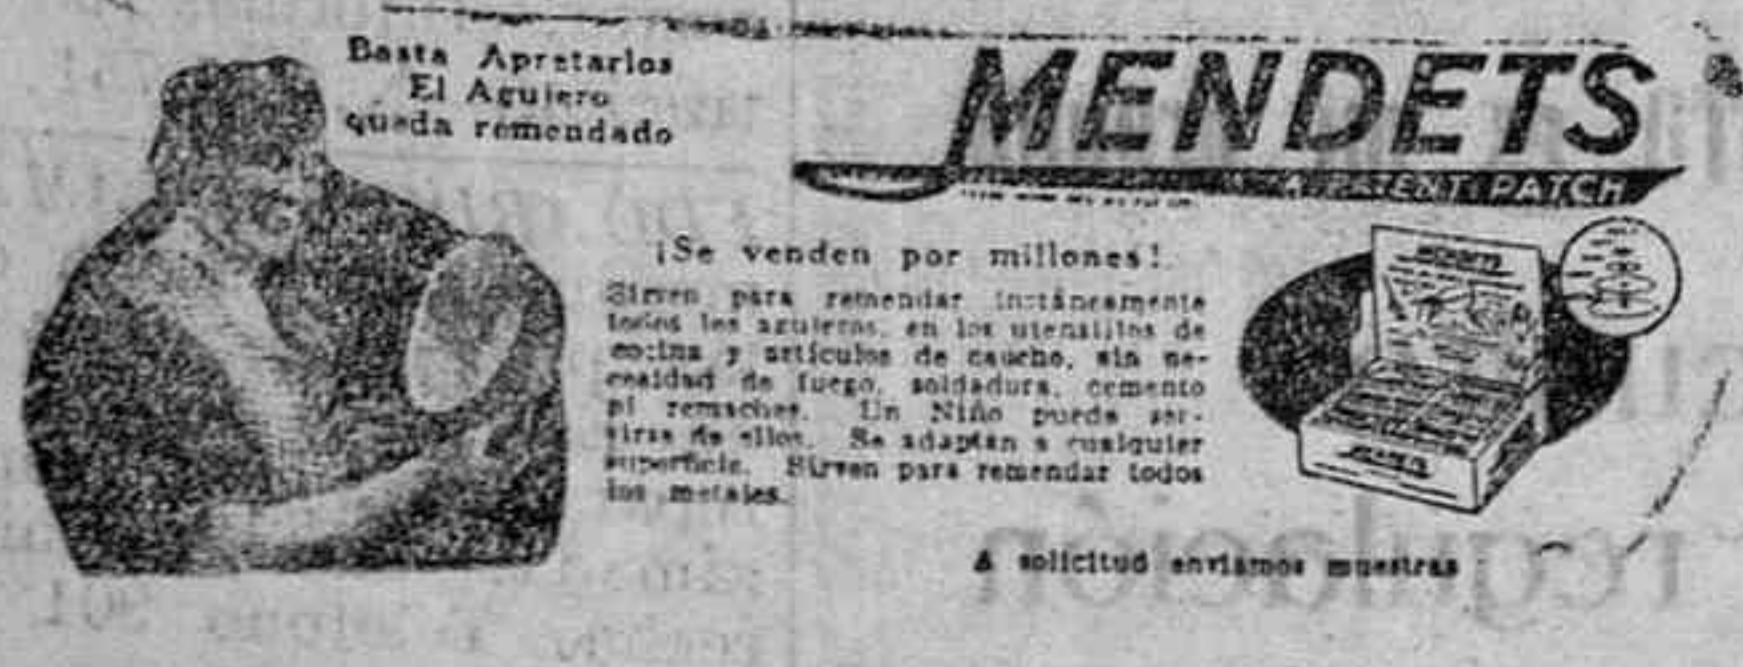 Basta Apretarlos
El Agujero
queda remendado
MENDETS
A PATENT PATCH
¡Se venden por millones!
Sirven para remendar instáneamente
todos los agujeros, en los utensilios de
cocina y artículos de caucho, sin ne-
cesidad de fuego, soldadura, cemento
ni remaches. Un Niño puede ser-
virse de ellos. Se adaptan a cualquier
superficie. Sirven para remendar todos
los metales.
MENDETS
A solicitud enviamos muestras